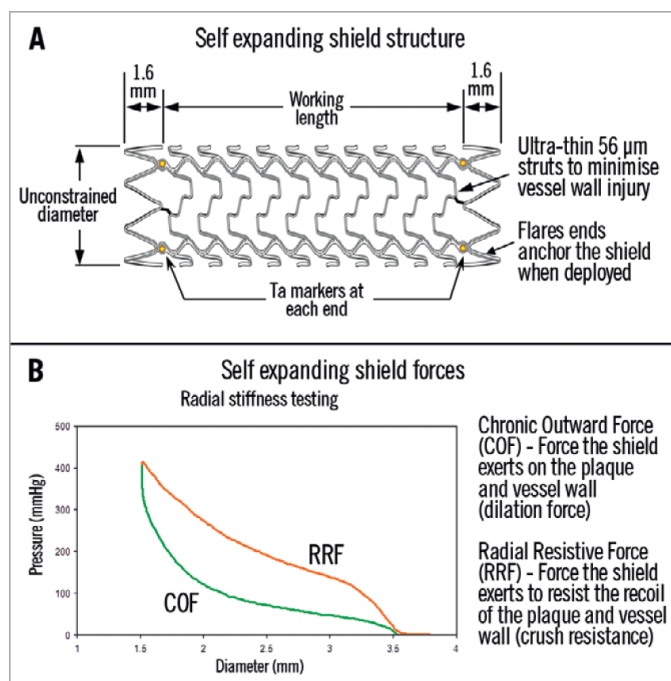 A
Self expanding shield structure
1.6
mm
Working
length
1.6
mm
Unconstrained
diameter
Ultra-thin 56 µm
struts to minimise
vessel wall injury
Flares ends
anchor the shield
when deployed
Ta markers at
each end
B
Self expanding shield forces
Radial stiffness testing
Pressure (mmHg)
500
400
300
200
100
0
RRF
COF
1
1.5
2
2.5
3
3.5
4
Diameter (mm)
Chronic Outward Force
(COF) - Force the shield
exerts on the plaque
and vessel wall
(dilation force)
Radial Resistive Force
(RRF) - Force the shield
exerts to resist the recoil
of the plaque and vessel
wall (crush resistance)